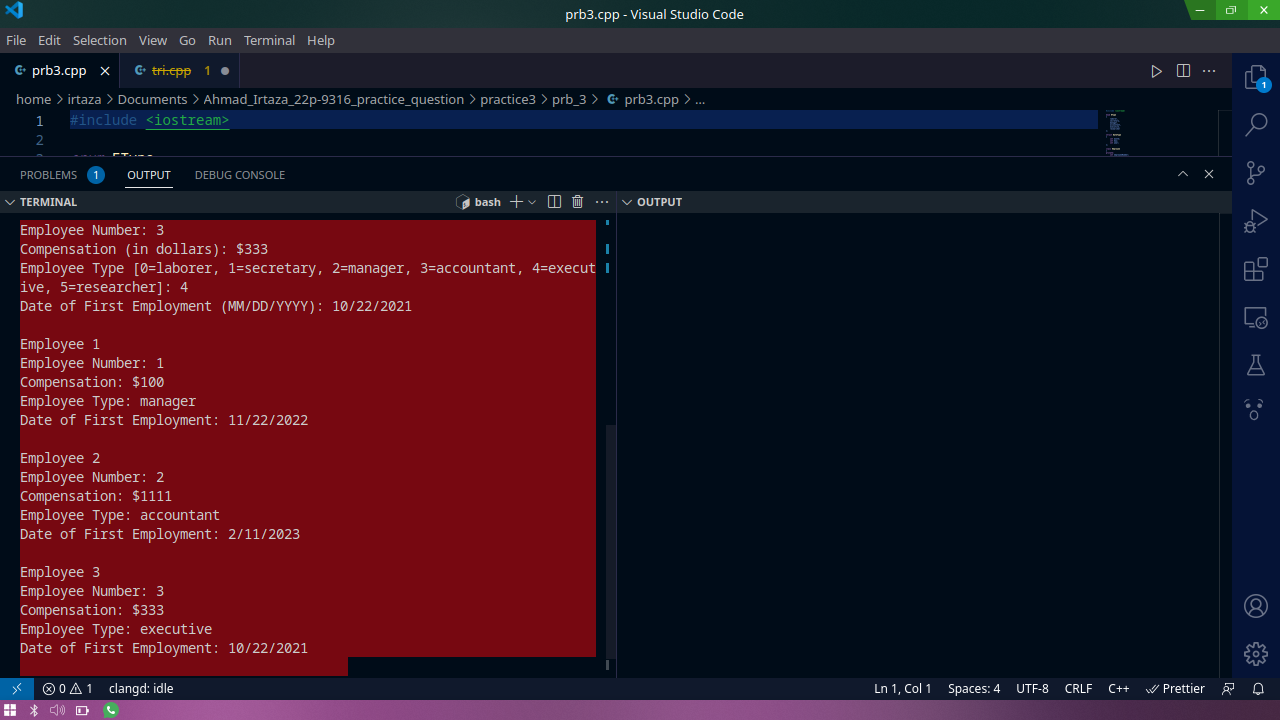 prb3.cpp - Visual Studio Code
File Edit Selection View Go Run Terminal Help
prb3.cpp tri.cpp 1
home > irtaza > Documents > Ahmad_Irtaza_22p-9316_practice_question > practice3 > prb_3 > prb3.cpp > ...
1 #include <iostream>
2
PROBLEMS 1 OUTPUT DEBUG CONSOLE
TERMINAL bash
OUTPUT
Employee Number: 3
Compensation (in dollars): $333
Employee Type [0=laborer, 1=secretary, 2=manager, 3=accountant, 4=execut
ive, 5=researcher]: 4
Date of First Employment (MM/DD/YYYY): 10/22/2021
Employee 1
Employee Number: 1
Compensation: $100
Employee Type: manager
Date of First Employment: 11/22/2022
Employee 2
Employee Number: 2
Compensation: $1111
Employee Type: accountant
Date of First Employment: 2/11/2023
Employee 3
Employee Number: 3
Compensation: $333
Employee Type: executive
Date of First Employment: 10/22/2021
1
0 1 clangd: idle Ln 1, Col 1 Spaces: 4 UTF-8 CRLF C++ Prettier